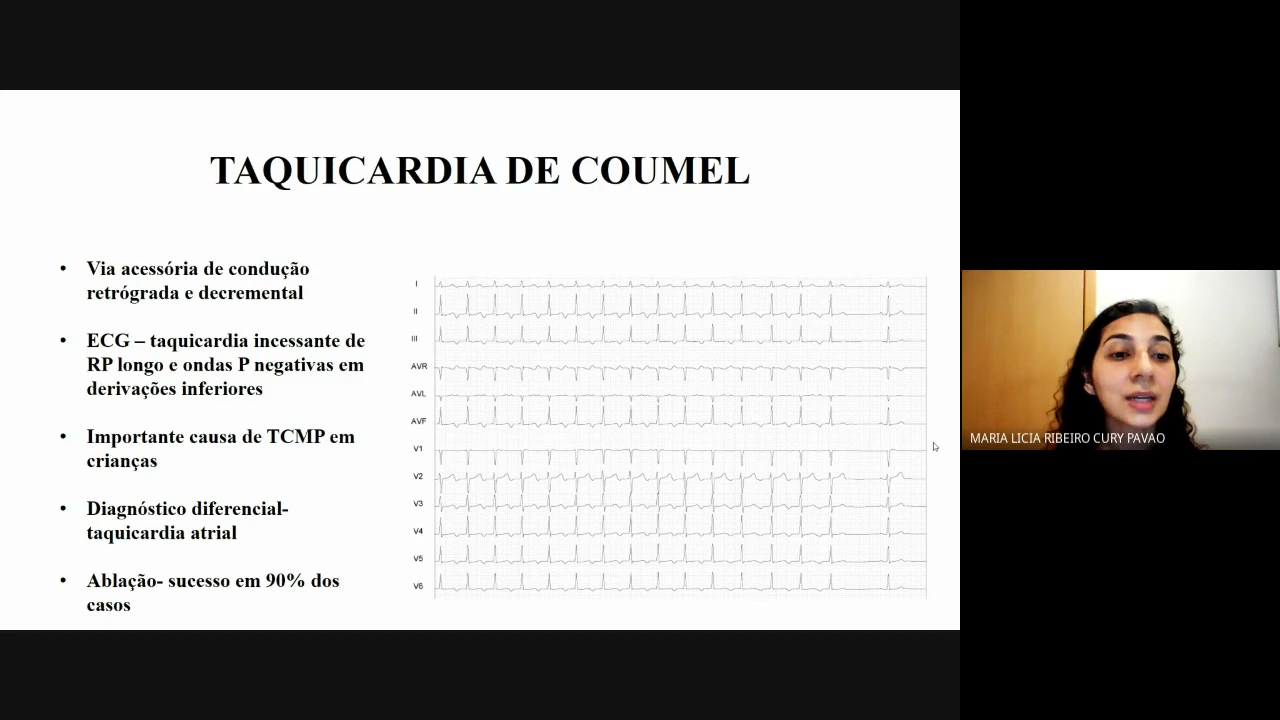 TAQUICARDIA DE COUMEL
• Via acessória de condução
retrógrada e decremental
• ECG – taquicardia incessante de
RP longo e ondas P negativas em
derivações inferiores
• Importante causa de TCMP em
crianças
• Diagnóstico diferencial-
taquicardia atrial
• Ablação- sucesso em 90% dos
casos
I
II
III
AVR
AVL
AVF
V1
V2
V3
V4
V5
V6
MARIA LICIA RIBEIRO CURY PAVAO